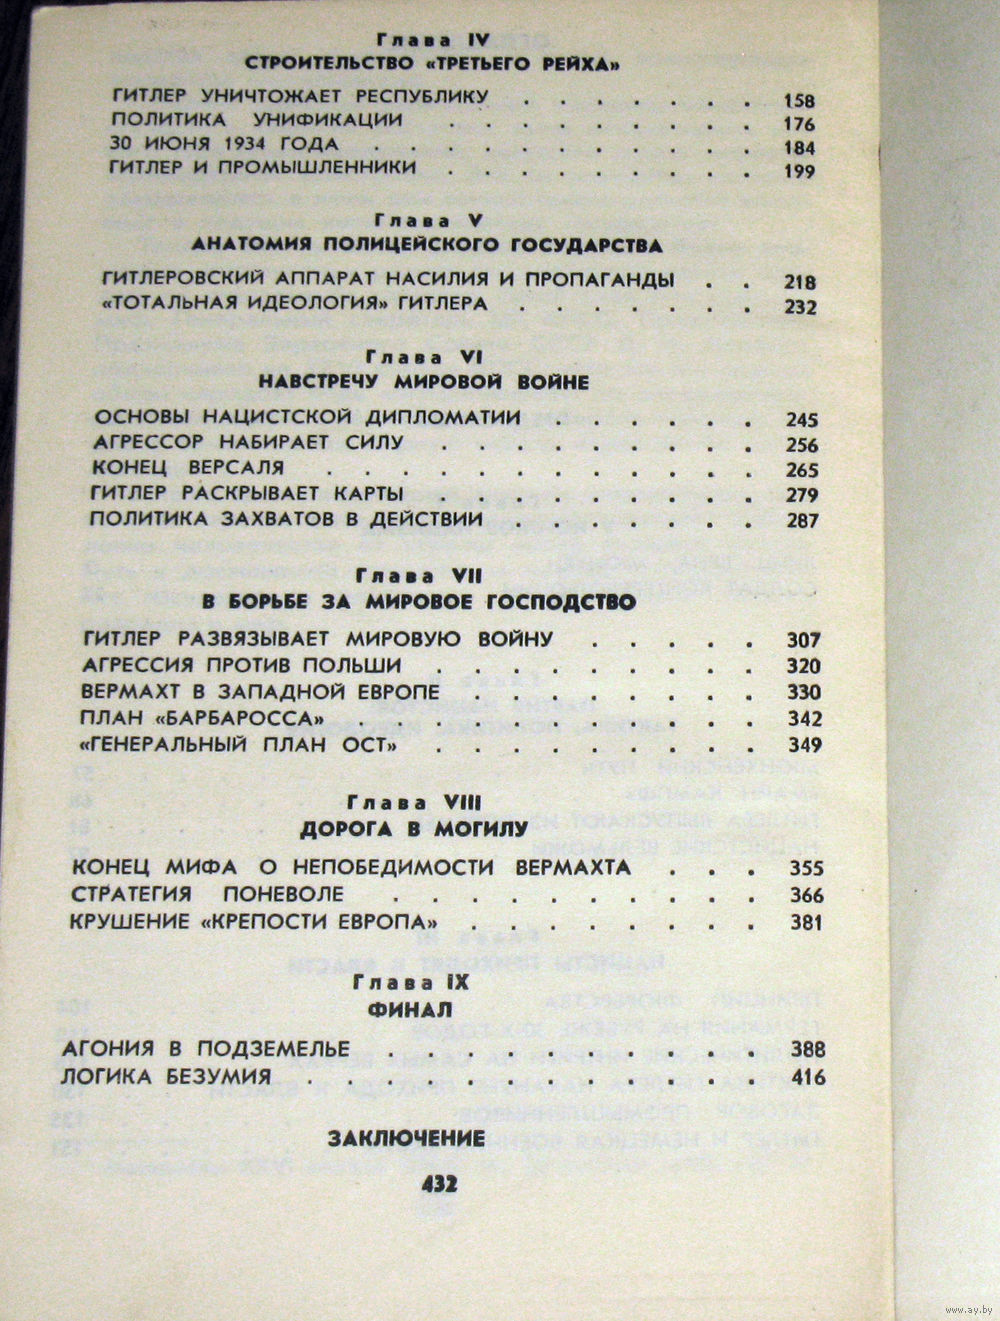 Глава IV
СТРОИТЕЛЬСТВО «ТРЕТЬЕГО РЕЙХА»
ГИТЛЕР УНИЧТОЖАЕТ РЕСПУБЛИКУ . . . . . . . 158
ПОЛИТИКА УНИФИКАЦИИ . . . . . . . . . 176
30 ИЮНЯ 1934 ГОДА . . . . . . . . . . . 184
ГИТЛЕР И ПРОМЫШЛЕННИКИ . . . . . . . . . 199
Глава V
АНАТОМИЯ ПОЛИЦЕЙСКОГО ГОСУДАРСТВА
ГИТЛЕРОВСКИЙ АППАРАТ НАСИЛИЯ И ПРОПАГАНДЫ . . 218
«ТОТАЛЬНАЯ ИДЕОЛОГИЯ» ГИТЛЕРА . . . . . . . 232
Глава VI
НАВСТРЕЧУ МИРОВОЙ ВОЙНЕ
ОСНОВЫ НАЦИСТСКОЙ ДИПЛОМАТИИ . . . . . . 245
АГРЕССОР НАБИРАЕТ СИЛУ . . . . . . . . . 256
КОНЕЦ ВЕРСАЛЯ . . . . . . . . . . . . 265
ГИТЛЕР РАСКРЫВАЕТ КАРТЫ . . . . . . . . . 279
ПОЛИТИКА ЗАХВАТОВ В ДЕЙСТВИИ . . . . . . . 287
Глава VII
В БОРЬБЕ ЗА МИРОВОЕ ГОСПОДСТВО
ГИТЛЕР РАЗВЯЗЫВАЕТ МИРОВУЮ ВОЙНУ . . . . . 307
АГРЕССИЯ ПРОТИВ ПОЛЬШИ . . . . . . . . . 320
ВЕРМАХТ В ЗАПАДНОЙ ЕВРОПЕ . . . . . . . . 330
ПЛАН «БАРБАРОССА» . . . . . . . . . . . 342
«ГЕНЕРАЛЬНЫЙ ПЛАН ОСТ» . . . . . . . . . 349
Глава VIII
ДОРОГА В МОГИЛУ
КОНЕЦ МИФА О НЕПОБЕДИМОСТИ ВЕРМАХТА . . . 355
СТРАТЕГИЯ ПОНЕВОЛЕ . . . . . . . . . . 366
КРУШЕНИЕ «КРЕПОСТИ ЕВРОПА» . . . . . . . . 381
Глава IX
ФИНАЛ
АГОНИЯ В ПОДЗЕМЕЛЬЕ . . . . . . . . . . 388
ЛОГИКА БЕЗУМИЯ . . . . . . . . . . . . 416
ЗАКЛЮЧЕНИЕ
432
www.ay.by